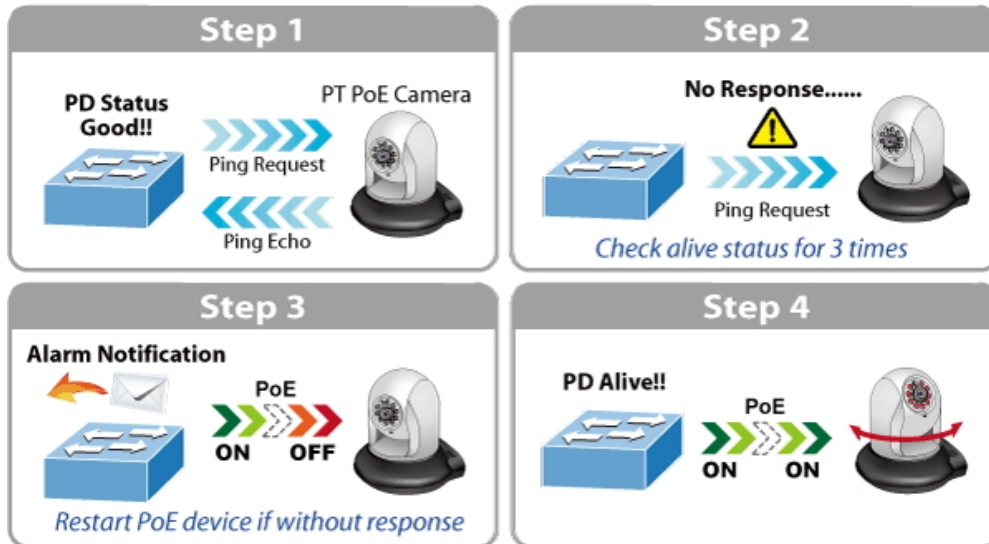 Step 1
PD Status
Good!!
PT PoE Camera
Ping Request
Ping Echo
Step 2
No Response......
Ping Request
Check alive status for 3 times
Step 3
Alarm Notification
PoE
ON OFF
Restart PoE device if without response
Step 4
PD Alive!!
PoE
ON ON